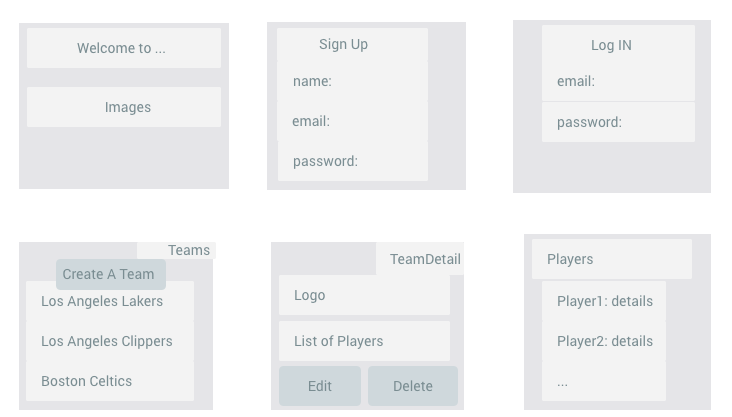 Welcome to ...
Images
Sign Up
name:
email:
password:
Log IN
email:
password:
Teams
Create A Team
Los Angeles Lakers
Los Angeles Clippers
Boston Celtics
TeamDetail
Logo
List of Players
Edit
Delete
Players
Player1: details
Player2: details
...